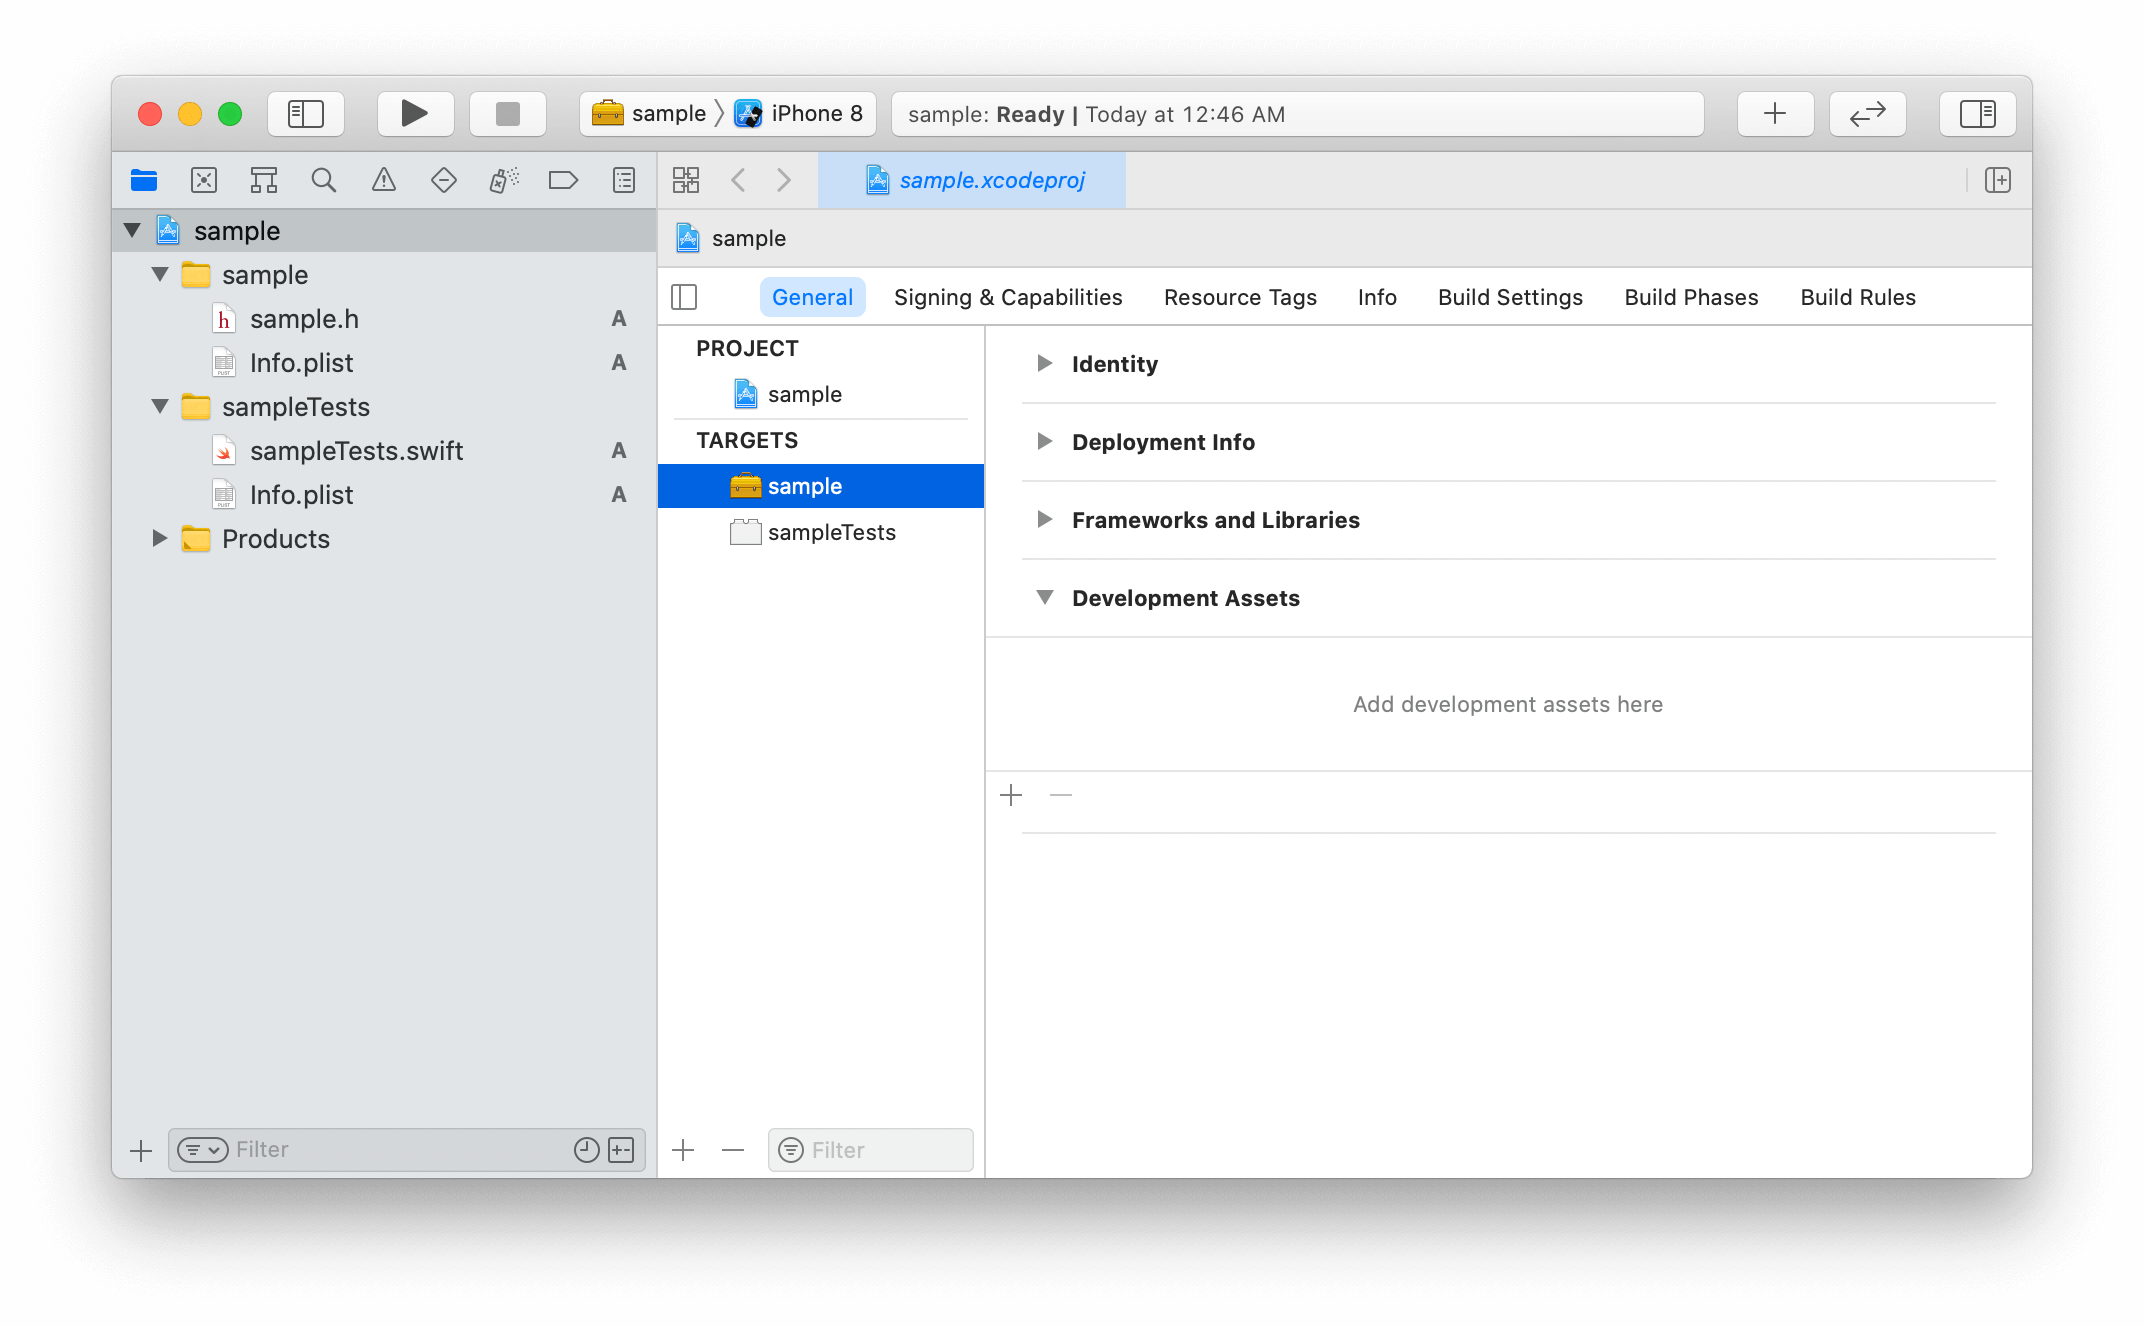 sample 〉 iPhone 8
sample: Ready | Today at 12:46 AM
sample.xcodeproj
sample
sample
sample.h A
Info.plist A
sampleTests
sampleTests.swift A
Info.plist A
Products
Filter
sample
General Signing & Capabilities Resource Tags Info Build Settings Build Phases Build Rules
PROJECT
sample
TARGETS
sample
sampleTests
Filter
Identity
Deployment Info
Frameworks and Libraries
Development Assets
Add development assets here